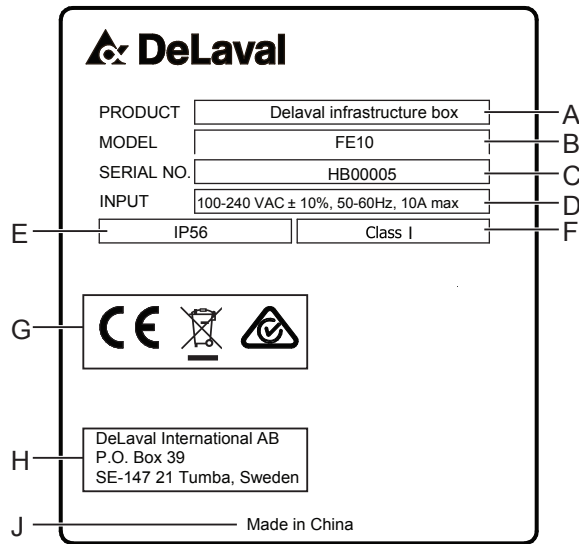 DeLaval
PRODUCT Delaval infrastructure box A
MODEL FE10 B
SERIAL NO. HB00005 C
INPUT 100-240 VAC ± 10%, 50-60Hz, 10A max D
E IP56 Class I F
G CE
H DeLaval International AB
P.O. Box 39
SE-147 21 Tumba, Sweden
J Made in China